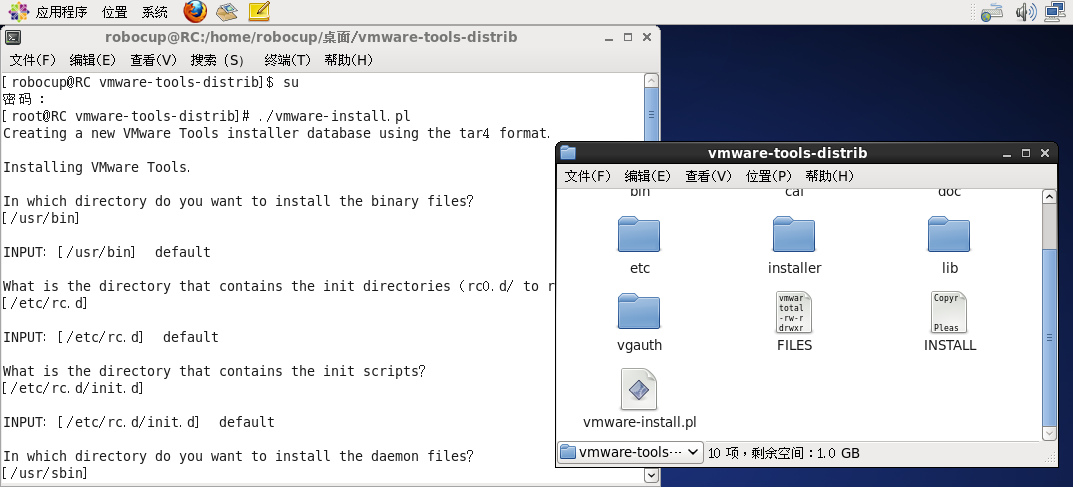 应用程序 位置 系统
robocup@RC:/home/robocup/桌面/vmware-tools-distrib
文件(F) 编辑(E) 查看(V) 搜索 (S) 终端(T) 帮助(H)
[robocup@RC vmware-tools-distrib]$ su
密码：
[root@RC vmware-tools-distrib]# ./vmware-install.pl
Creating a new VMware Tools installer database using the tar4 format.
Installing VMware Tools.
In which directory do you want to install the binary files?
[/usr/bin]
INPUT: [/usr/bin]  default
What is the directory that contains the init directories (rc0.d/ to r
[/etc/rc.d]
INPUT: [/etc/rc.d]  default
What is the directory that contains the init scripts?
[/etc/rc.d/init.d]
INPUT: [/etc/rc.d/init.d]  default
In which directory do you want to install the daemon files?
[/usr/sbin]
vmware-tools-distrib
文件(F) 编辑(E) 查看(V) 位置(P) 帮助(H)
bin caf doc
etc installer lib
vmwar
total
-rw-r
drwxr
Copyr
Pleas
vgauth FILES INSTALL
vmware-install.pl
vmware-tools··· 10 项，剩余空间：1.0 GB